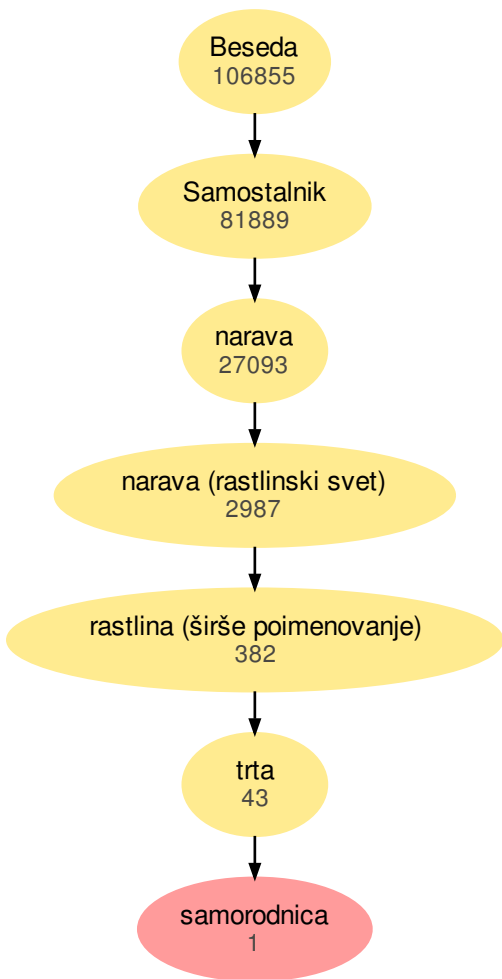 Beseda
106855
Samostalnik
81889
narava
27093
narava (rastlinski svet)
2987
rastlina (širše poimenovanje)
382
trta
43
samorodnica
1